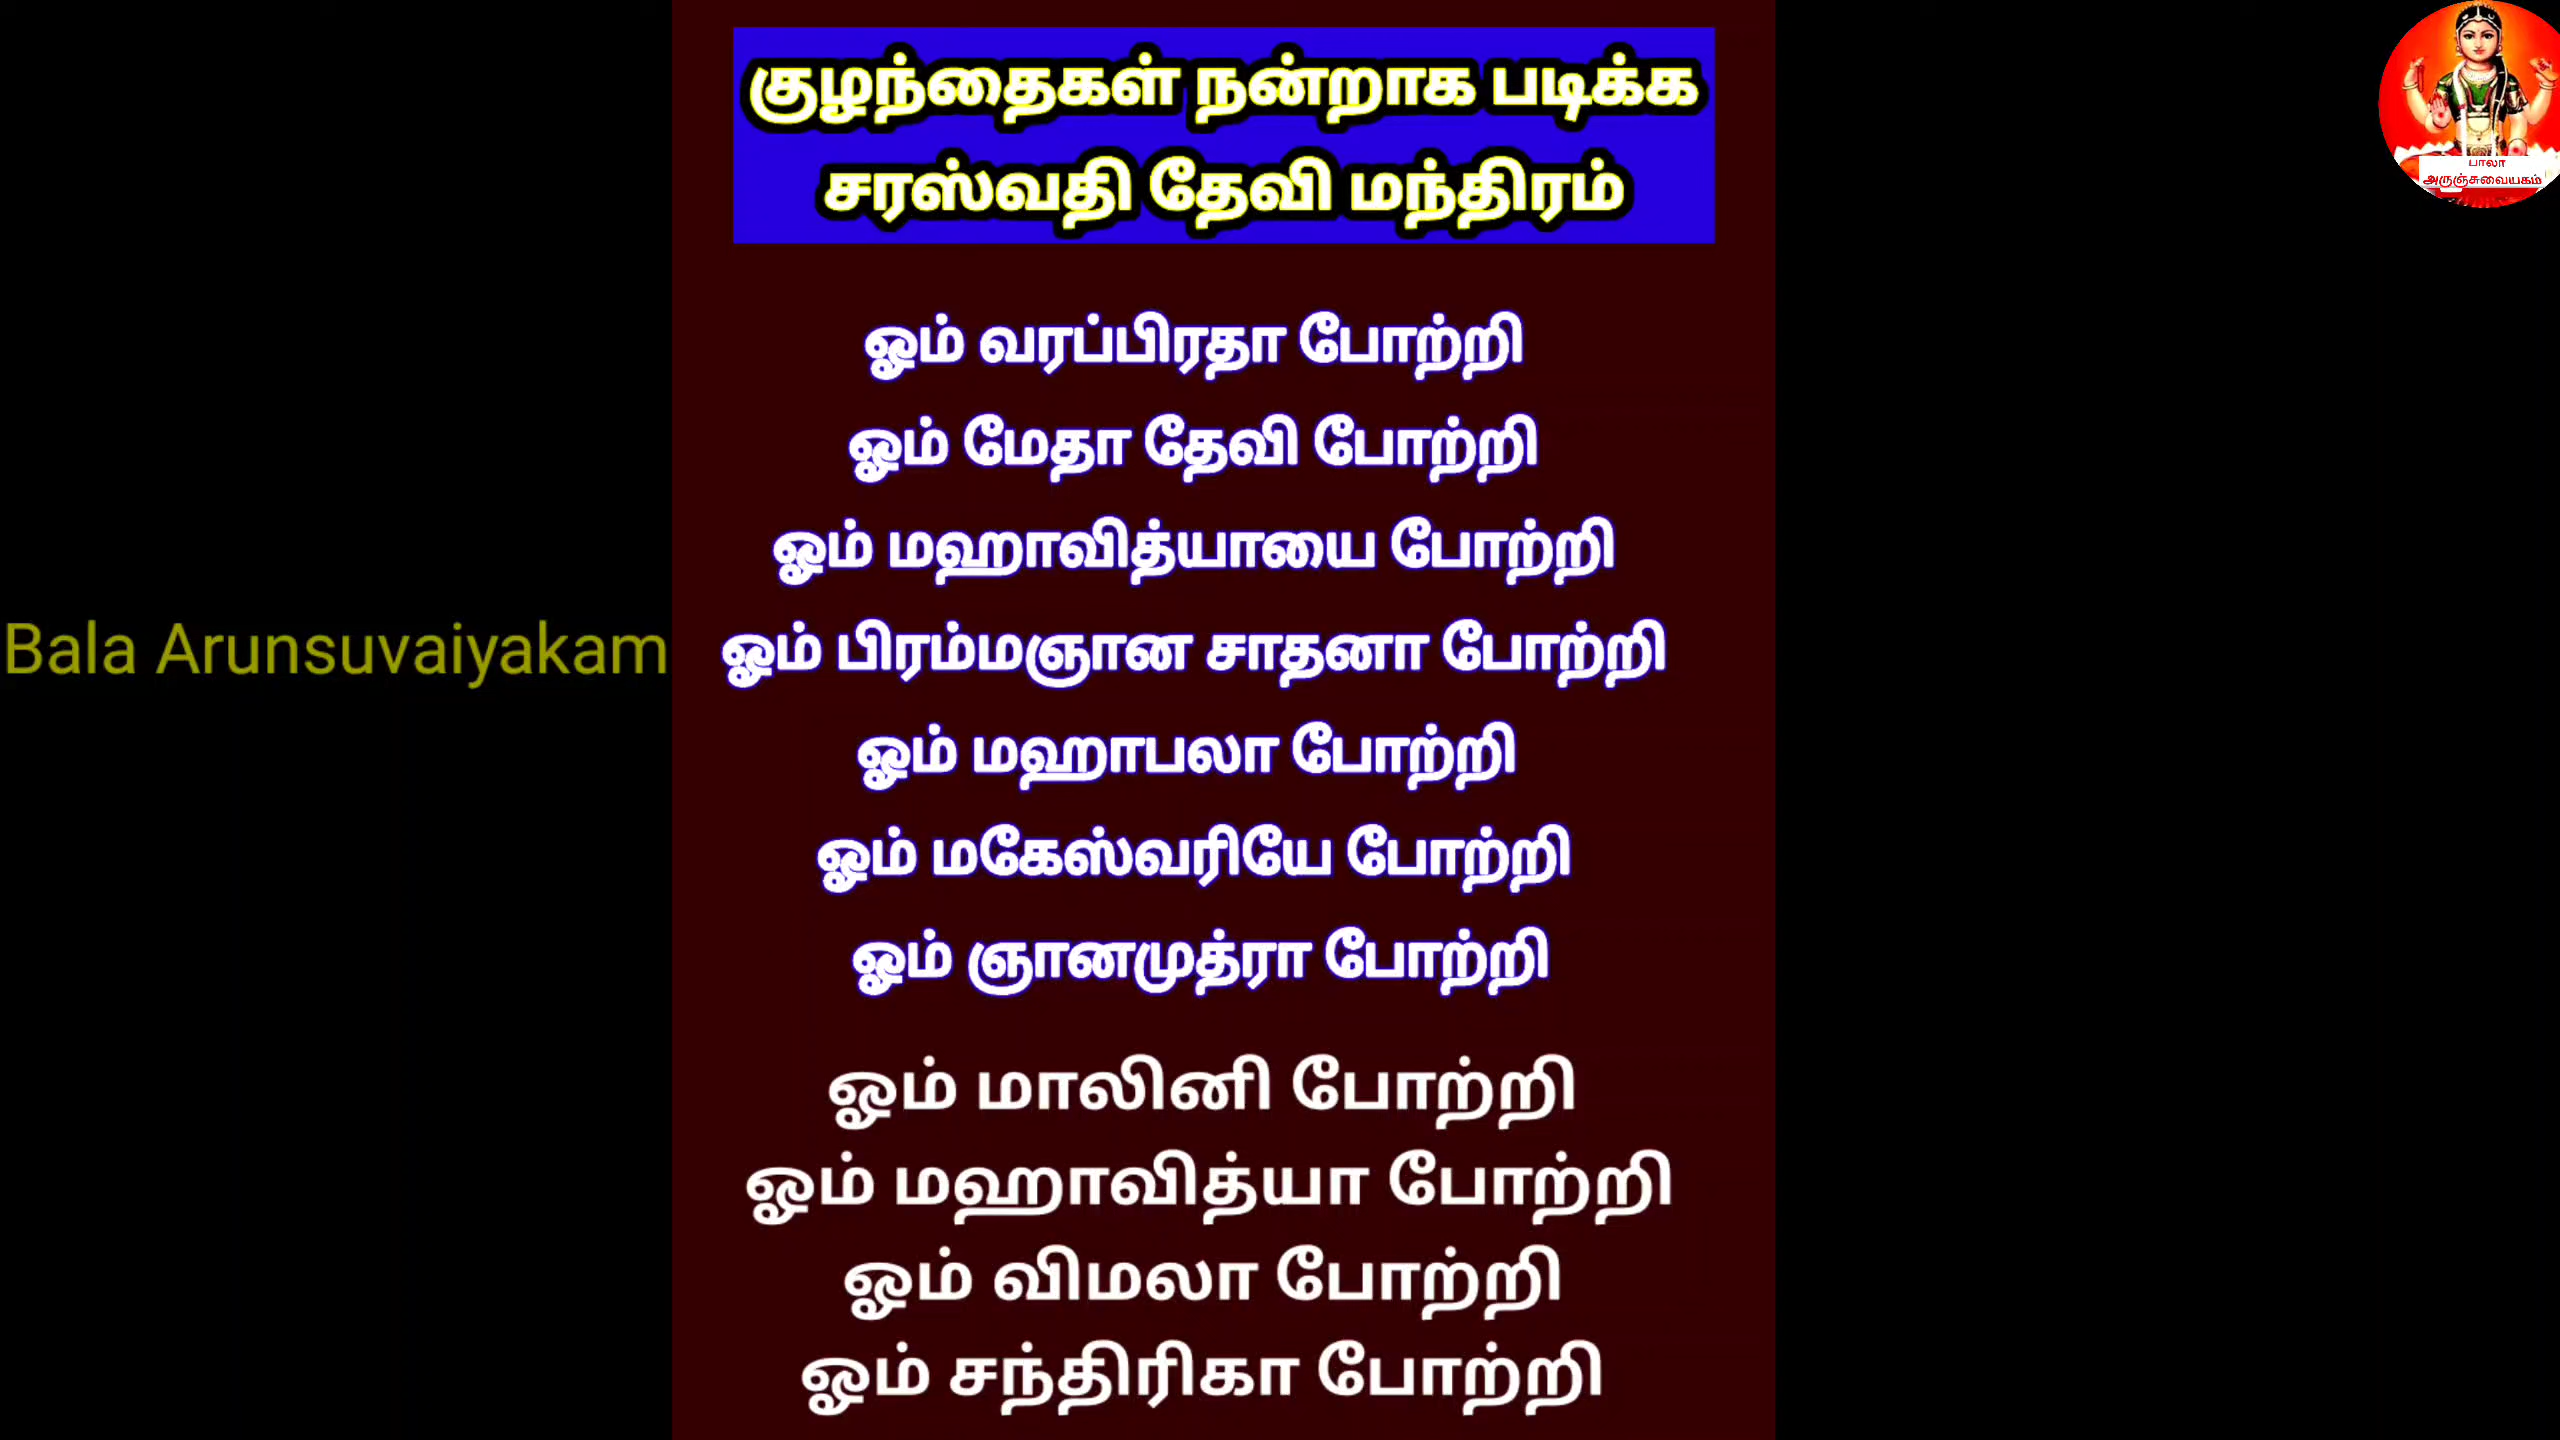 குழந்தைகள் நன்றாக படிக்க
சரஸ்வதி தேவி மந்திரம்
ஓம் வரப்பிரதா போற்றி
ஓம் மேதா தேவி போற்றி
ஓம் மஹாவித்யாயை போற்றி
ஓம் பிரம்மஞான சாதனா போற்றி
ஓம் மஹாபலா போற்றி
ஓம் மகேஸ்வரியே போற்றி
ஓம் ஞானமுத்ரா போற்றி
ஓம் மாலினி போற்றி
ஓம் மஹாவித்யா போற்றி
ஓம் விமலா போற்றி
ஓம் சந்திரிகா போற்றி
Bala Arunsuvaiyakam
பாலா
அருஞ்சுவையகம்